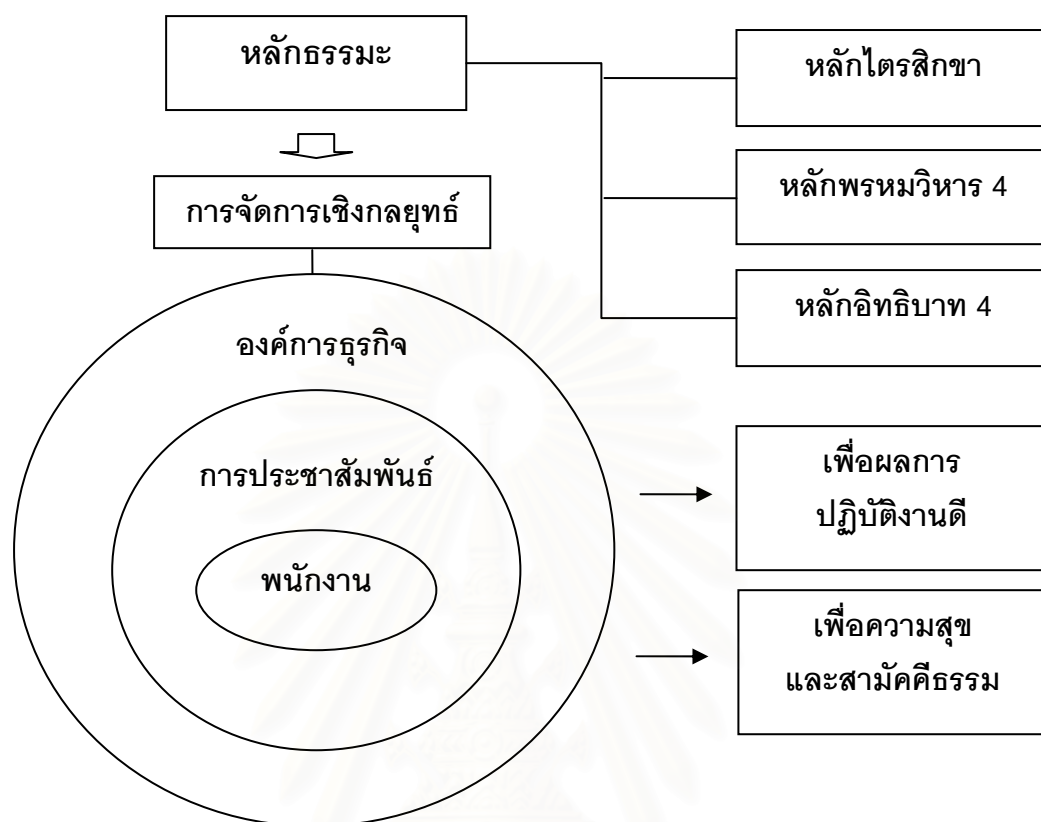 หลักธรรมะ
หลักไตรสิกขา
หลักพรหมวิหาร 4
การจัดการเชิงกลยุทธ์
หลักอิทธิบาท 4
องค์การธุรกิจ
การประชาสัมพันธ์
พนักงาน
เพื่อผลการ
ปฏิบัติงานดี
เพื่อความสุข
และสามัคคีธรรม